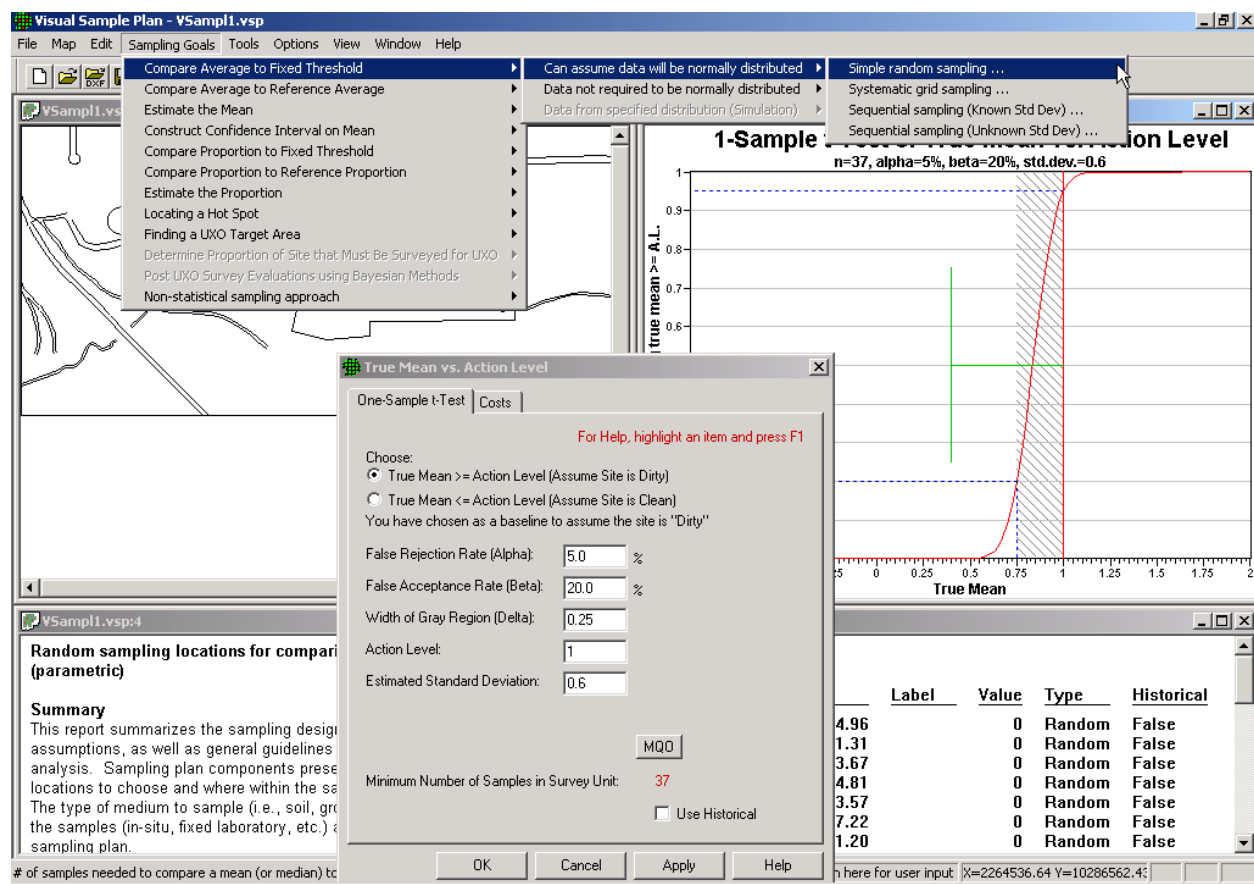 Visual Sample Plan - VSampl1.vsp
File Map Edit Sampling Goals Tools Options View Window Help
DXF
Compare Average to Fixed Threshold
Compare Average to Reference Average
Estimate the Mean
Construct Confidence Interval on Mean
Compare Proportion to Fixed Threshold
Compare Proportion to Reference Proportion
Estimate the Proportion
Locating a Hot Spot
Finding a UXO Target Area
Determine Proportion of Site that Must Be Surveyed for UXO
Post UXO Survey Evaluations using Bayesian Methods
Non-statistical sampling approach
Can assume data will be normally distributed
Data not required to be normally distributed
Data from specified distribution (Simulation)
Simple random sampling ...
Systematic grid sampling ...
Sequential sampling (Known Std Dev) ...
Sequential sampling (Unknown Std Dev) ...
VSampl1.vs
1-Sample t-Test of True Mean vs. Action Level
n=37, alpha=5%, beta=20%, std.dev.=0.6
1
0.9
0.8
0.7
0.6
true mean >= A.L.
0 0.25 0.5 0.75 1 1.25 1.5 1.75 2
True Mean
True Mean vs. Action Level
One-Sample t-Test Costs
For Help, highlight an item and press F1
Choose:
True Mean >= Action Level (Assume Site is Dirty)
True Mean <= Action Level (Assume Site is Clean)
You have chosen as a baseline to assume the site is "Dirty"
False Rejection Rate (Alpha): 5.0 %
False Acceptance Rate (Beta): 20.0 %
Width of Gray Region (Delta): 0.25
Action Level: 1
Estimated Standard Deviation: 0.6
MQO
Minimum Number of Samples in Survey Unit: 37
Use Historical
OK Cancel Apply Help
VSampl1.vsp:4
Random sampling locations for compari
(parametric)
Summary
This report summarizes the sampling desig
assumptions, as well as general guidelines
analysis. Sampling plan components prese
locations to choose and where within the sa
The type of medium to sample (i.e., soil, gro
the samples (in-situ, fixed laboratory, etc.) a
sampling plan.
Label Value Type Historical
4.96 0 Random False
1.31 0 Random False
3.67 0 Random False
4.81 0 Random False
3.57 0 Random False
7.22 0 Random False
1.20 0 Random False
# of samples needed to compare a mean (or median) to
n here for user input X=2264536.64 Y=10286562.43